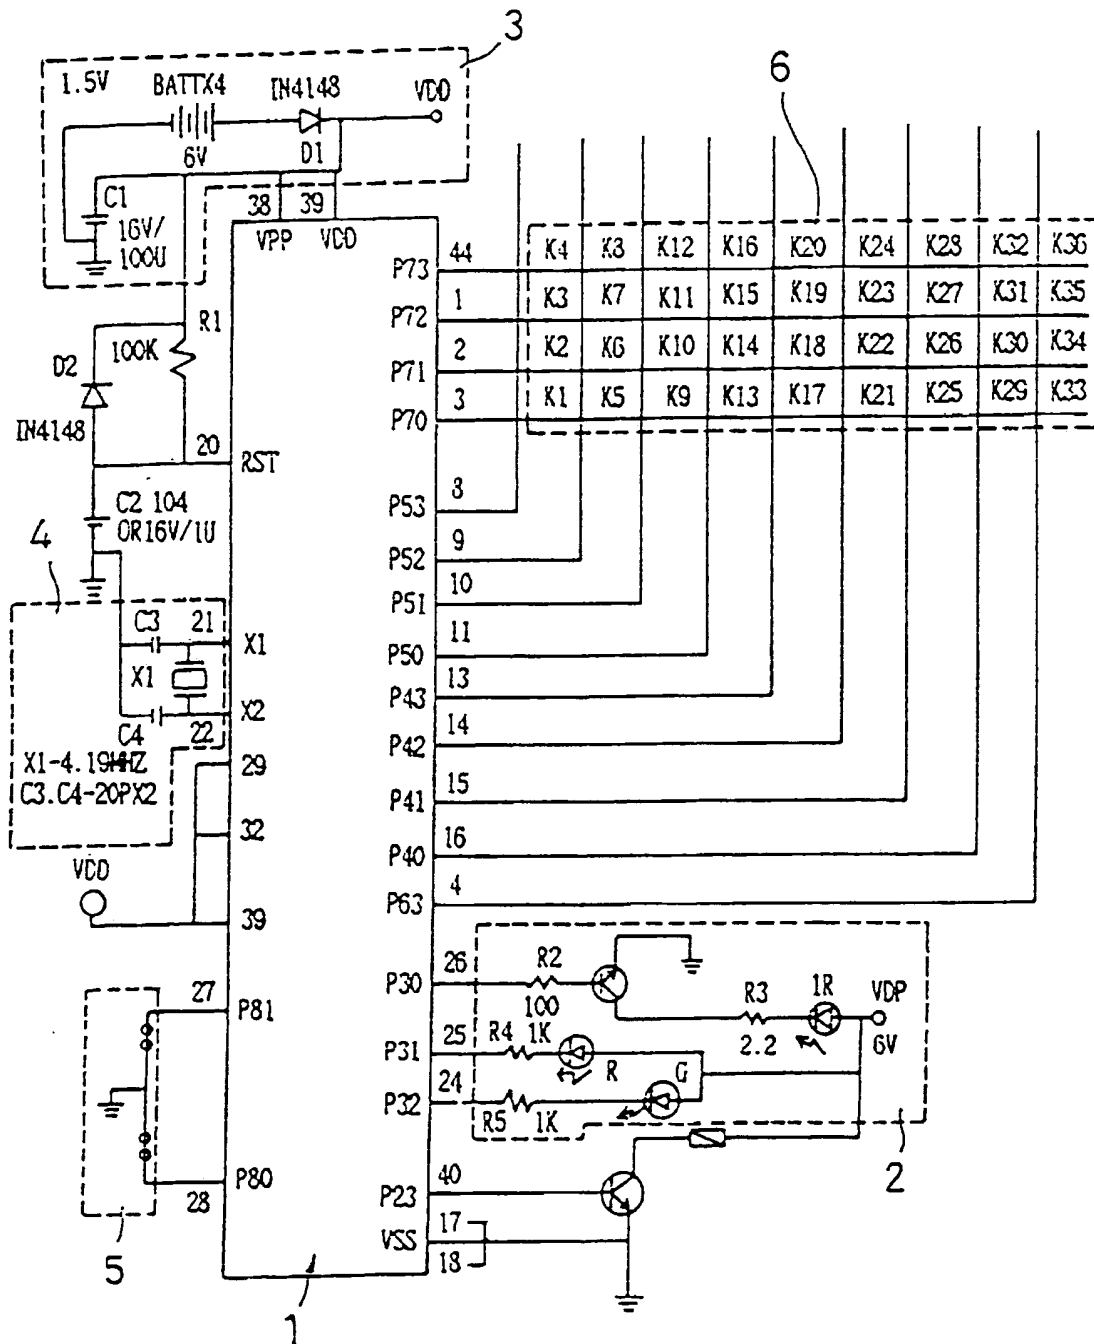 3
1.5V BATTX4 IN4148 VDD
6V D1
C1
16V/
100U
38 39
VPP VDD
6
P73 44 K4 K8 K12 K16 K20 K24 K28 K32 K36
P72 1 K3 K7 K11 K15 K19 K23 K27 K31 K35
P71 2 K2 K6 K10 K14 K18 K22 K26 K30 K34
P70 3 K1 K5 K9 K13 K17 K21 K25 K29 K33
R1
100K
D2
IN4148
20 RST
C2 104
OR16V/1U
4
C3 21 X1
X1
C4 22 X2
X1-4.19MHZ
C3.C4-20PX2
29
32
VDD
39
27 P81
28 P80
5
P53 8
P52 9
P51 10
P50 11
P43 13
P42 14
P41 15
P40 16
P63 4
P30 26 R2
100
R3 1R VDP
2.2 6V
P31 25 R4 1K R
P32 24 R5 1K G
2
P23 40
VSS 17
18
1